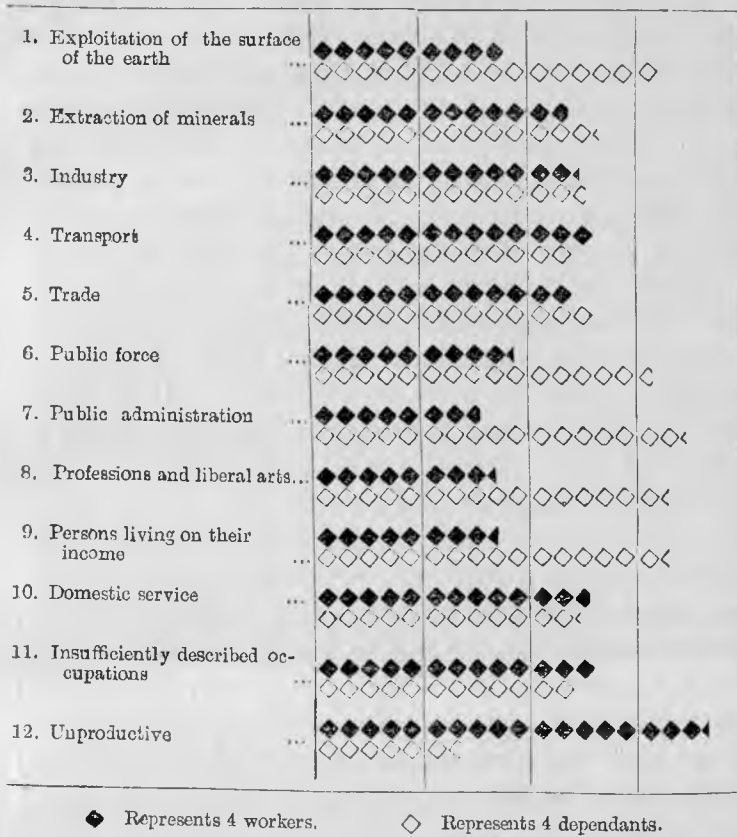 1. Exploitation of the surface
of the earth ...
2. Extraction of minerals ...
3. Industry ...
4. Transport ...
5. Trade ...
6. Public force ...
7. Public administration ...
8. Professions and liberal arts...
9. Persons living on their
income ...
10. Domestic service ...
11. Insufficiently described oc-
cupations ...
12. Unproductive ...
Represents 4 workers.
Represents 4 dependants.